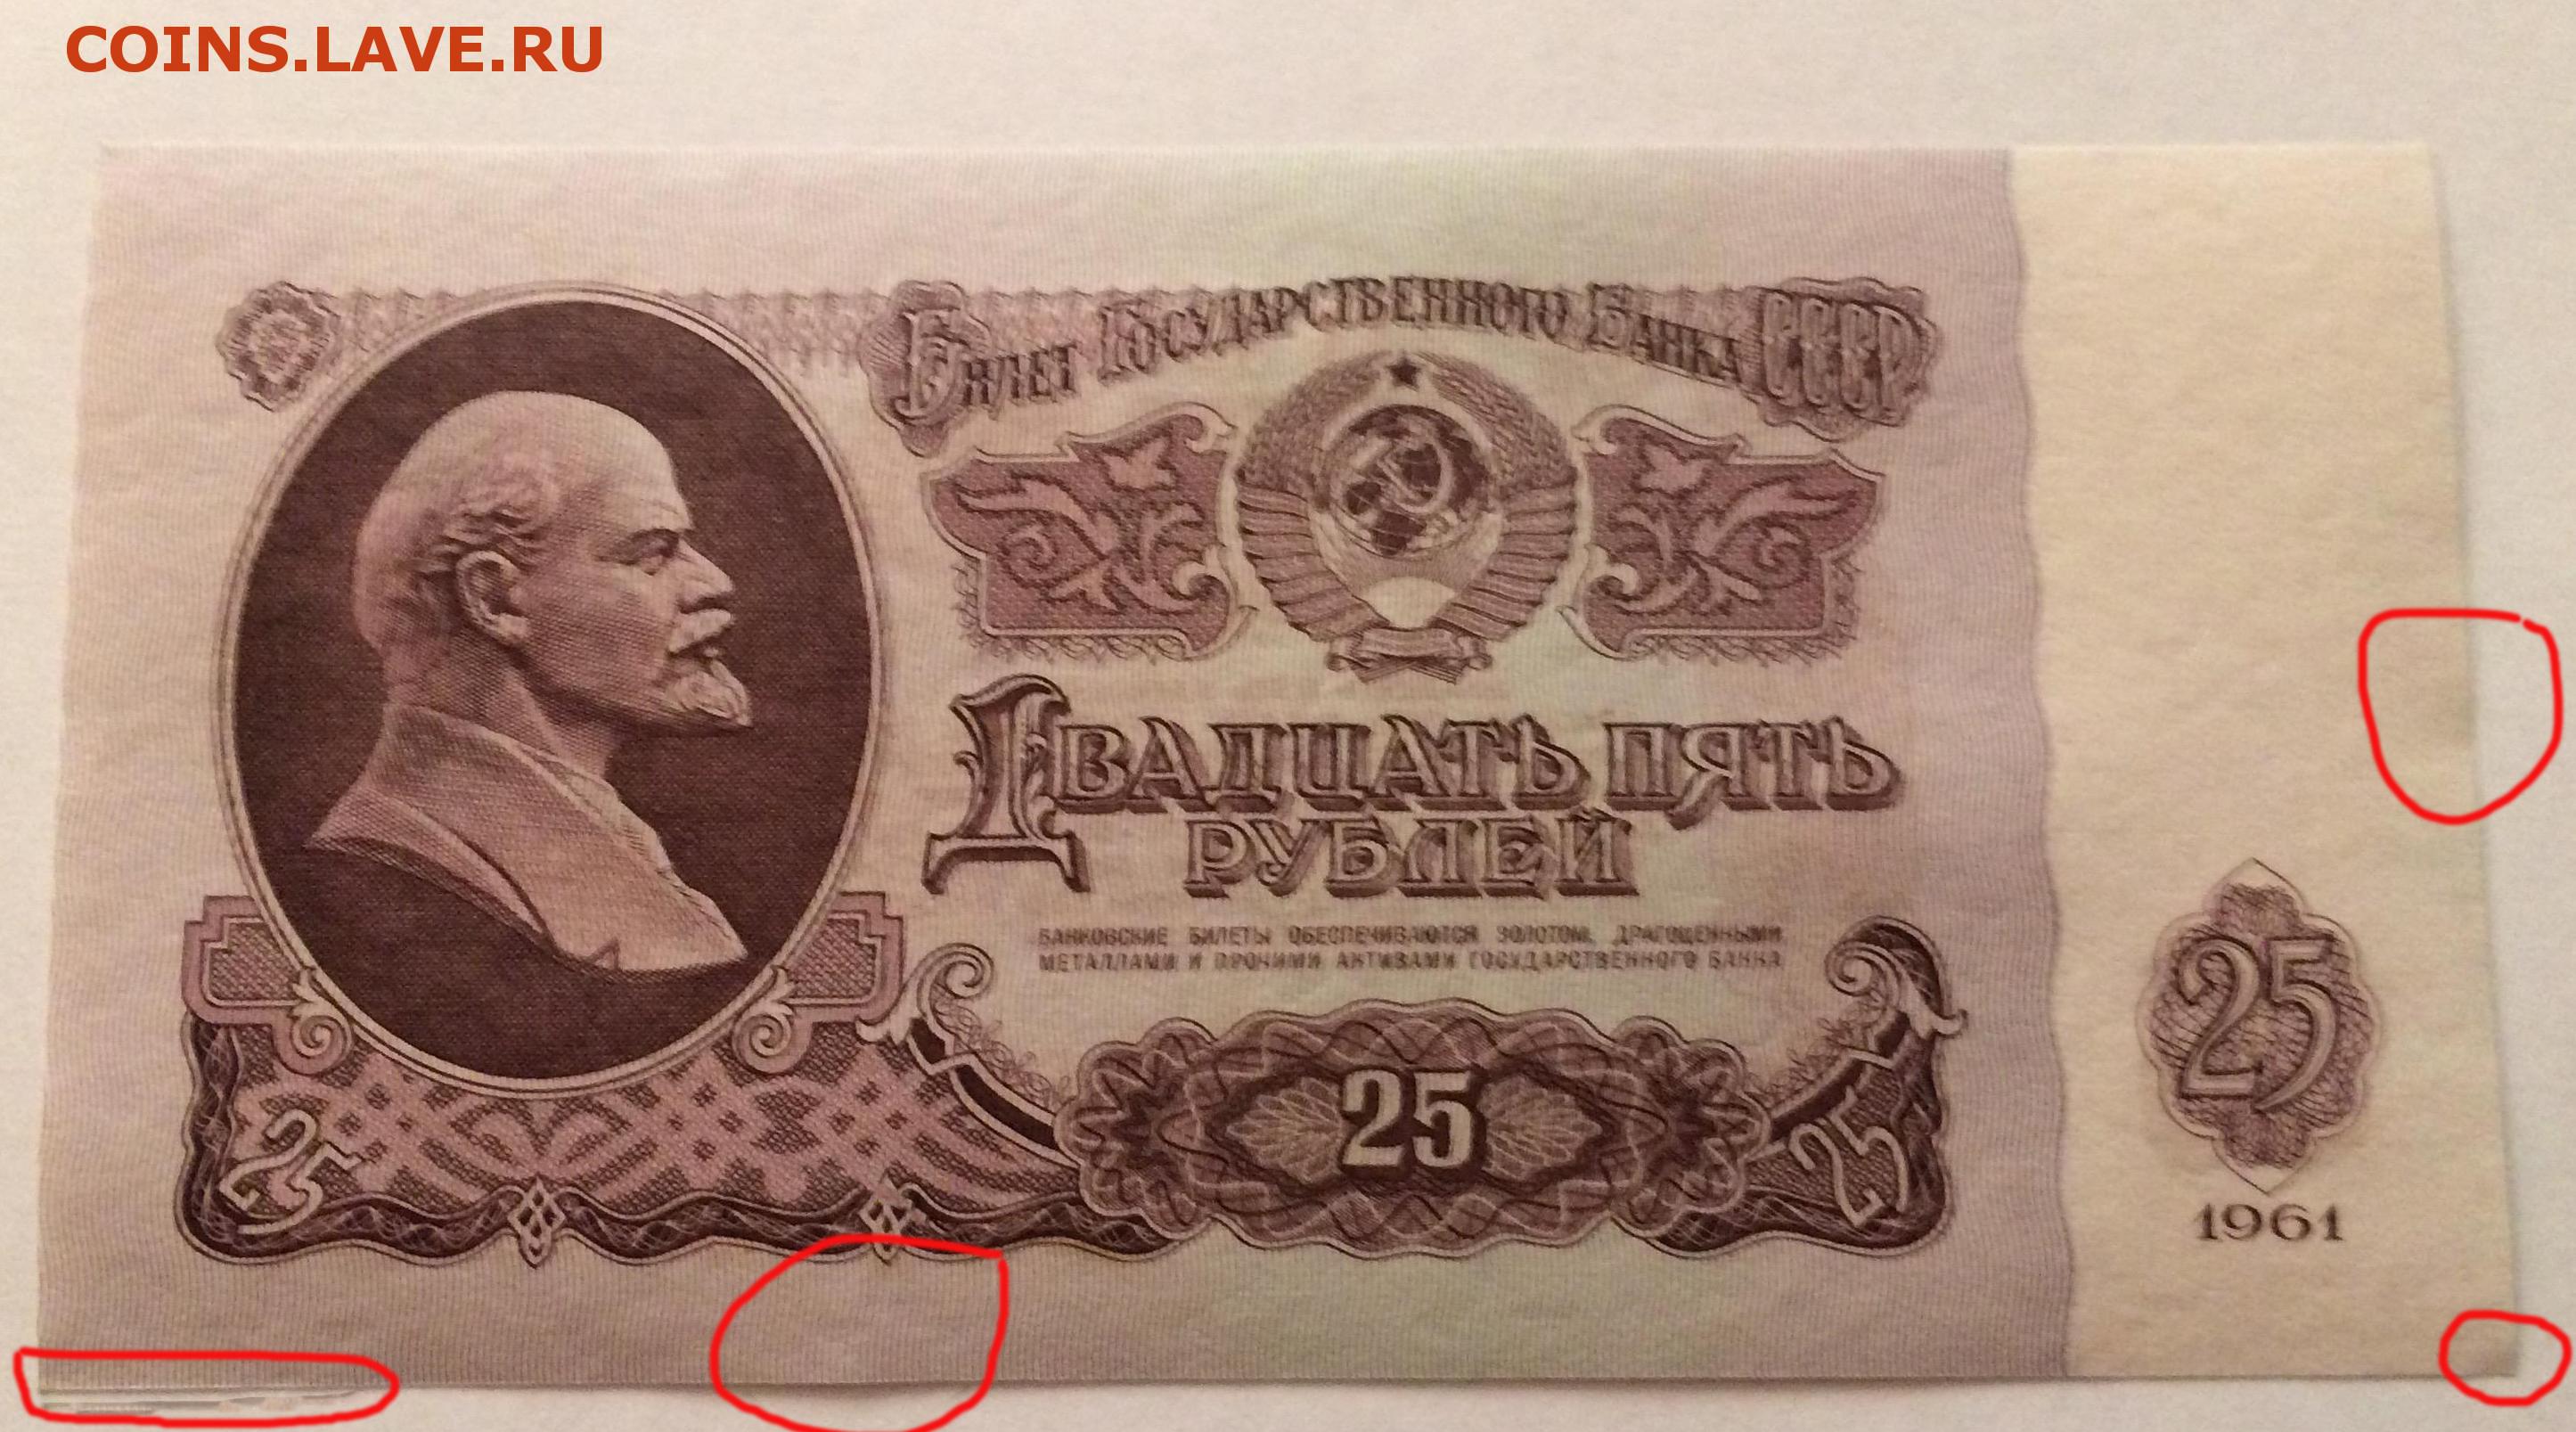 COINS.LAVE.RU
Билет Государственного Банка СССР
Двадцать пять
рублей
БАНКОВСКИЕ БИЛЕТЫ ОБЕСПЕЧИВАЮТСЯ ЗОЛОТОМ, ДРАГОЦЕННЫМИ
МЕТАЛЛАМИ И ПРОЧИМИ АКТИВАМИ ГОСУДАРСТВЕННОГО БАНКА
25
25
25
25
1961